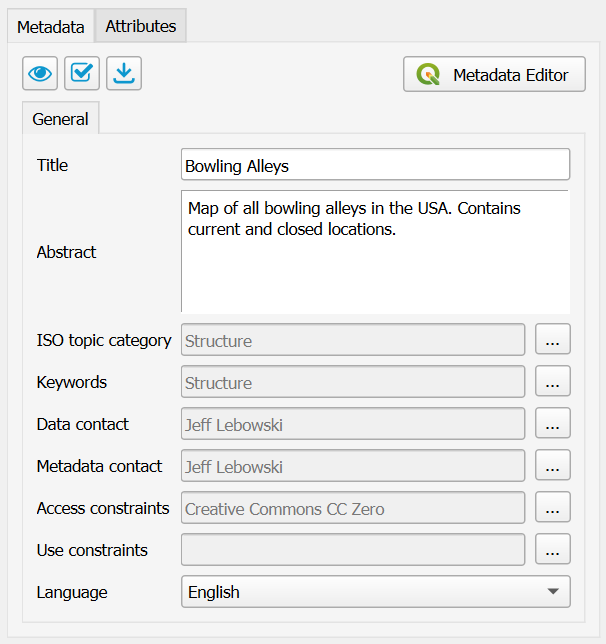 Metadata Attributes
Metadata Editor
General
Title Bowling Alleys
Abstract
Map of all bowling alleys in the USA. Contains
current and closed locations.
ISO topic category Structure ...
Keywords Structure ...
Data contact Jeff Lebowski ...
Metadata contact Jeff Lebowski ...
Access constraints Creative Commons CC Zero ...
Use constraints ...
Language English